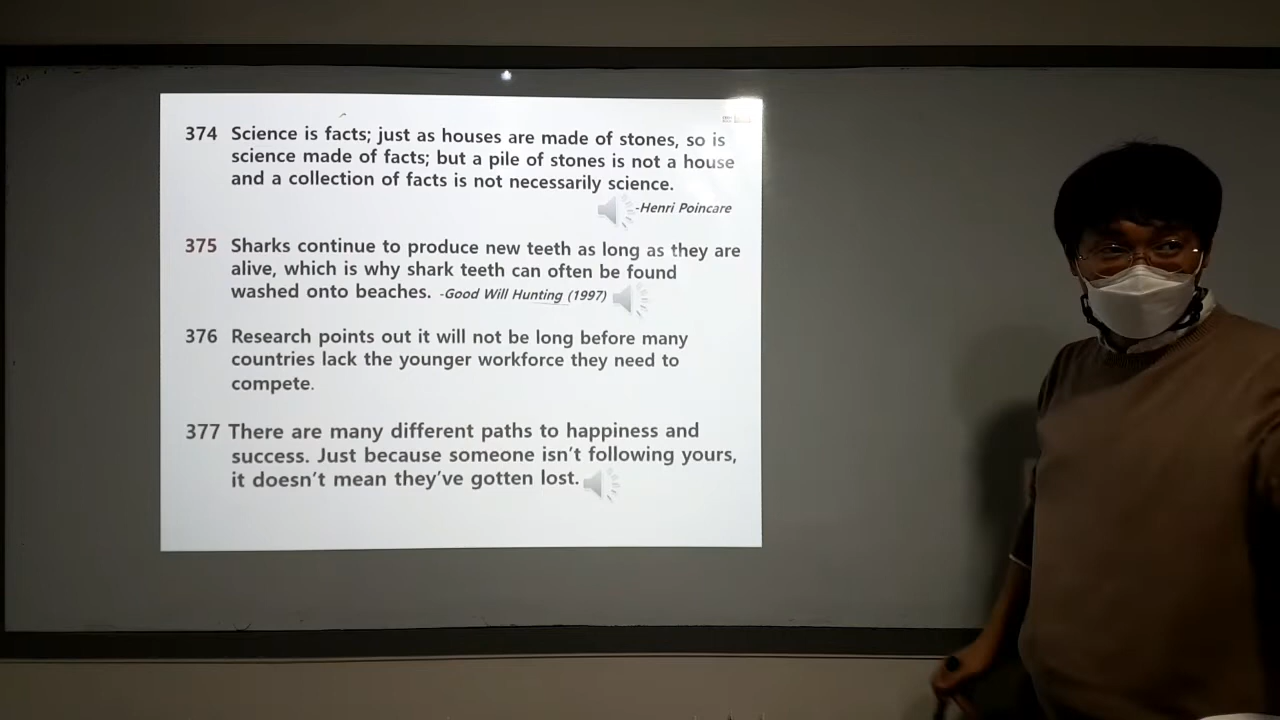 374 Science is facts; just as houses are made of stones, so is
science made of facts; but a pile of stones is not a house
and a collection of facts is not necessarily science.
-Henri Poincare
375 Sharks continue to produce new teeth as long as they are
alive, which is why shark teeth can often be found
washed onto beaches. -Good Will Hunting (1997)
376 Research points out it will not be long before many
countries lack the younger workforce they need to
compete.
377 There are many different paths to happiness and
success. Just because someone isn't following yours,
it doesn't mean they've gotten lost.